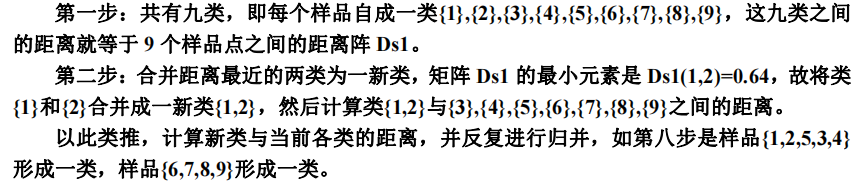 第一步：共有九类，即每个样品自成一类{1},{2},{3},{4},{5},{6},{7},{8},{9}，这九类之间
的距离就等于 9 个样品点之间的距离阵 Ds1。
第二步：合并距离最近的两类为一新类，矩阵 Ds1 的最小元素是 Ds1(1,2)=0.64，故将类
{1}和{2}合并成一新类{1,2}，然后计算类{1,2}与{3},{4},{5},{6},{7},{8},{9}之间的距离。
以此类推，计算新类与当前各类的距离，并反复进行归并，如第八步是样品{1,2,5,3,4}
形成一类，样品{6,7,8,9}形成一类。